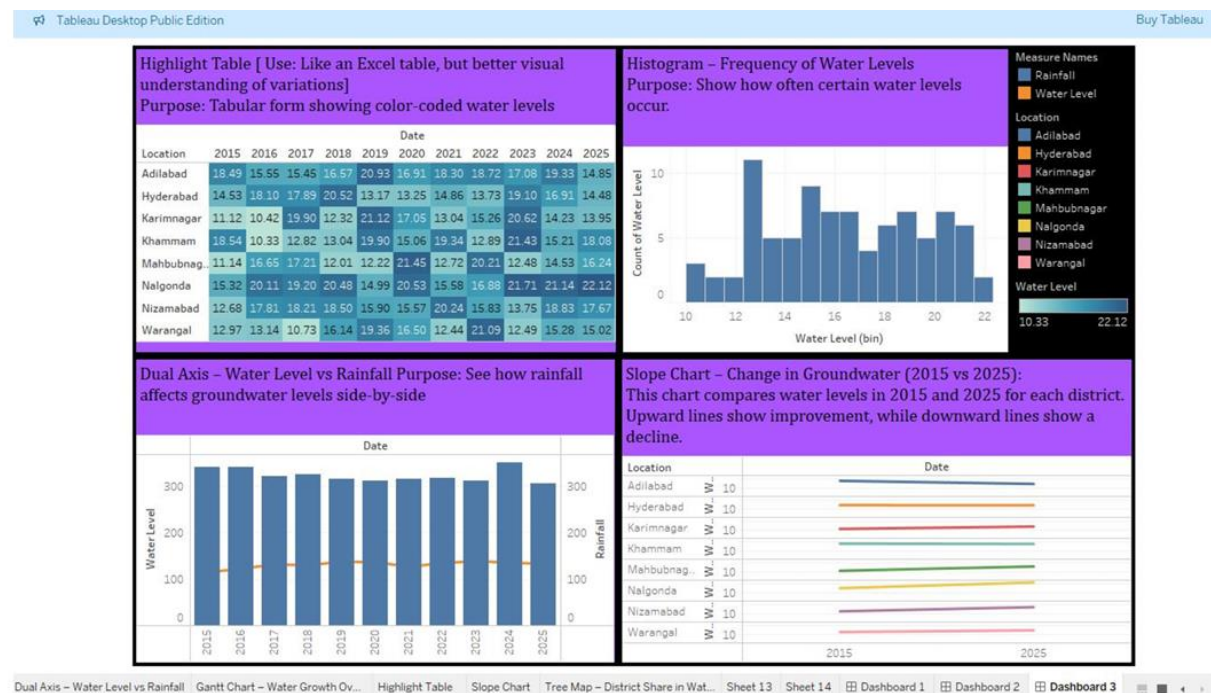 Tableau Desktop Public Edition
Buy Tableau
Highlight Table [ Use: Like an Excel table, but better visual
understanding of variations]
Purpose: Tabular form showing color-coded water levels
Date
Location 2015 2016 2017 2018 2019 2020 2021 2022 2023 2024 2025
Adilabad 18.49 15.55 15.45 16.57 20.93 16.91 18.30 18.72 17.08 19.33 14.85
Hyderabad 14.53 18.10 17.89 20.52 13.17 13.25 14.86 13.73 19.10 16.91 14.48
Karimnagar 11.12 10.42 19.90 12.32 21.12 17.05 13.04 15.26 20.62 14.23 13.95
Khammam 18.54 10.33 12.82 13.04 19.90 15.06 19.34 12.89 21.43 15.21 18.08
Mahbubnag.. 11.14 16.65 17.21 12.01 12.22 21.45 12.72 20.21 12.48 14.53 16.24
Nalgonda 15.32 20.11 19.20 20.48 14.99 20.53 15.58 16.88 21.71 21.14 22.12
Nizamabad 12.68 17.81 18.21 18.50 15.90 15.57 20.24 15.83 13.75 18.83 17.67
Warangal 12.97 13.14 10.73 16.14 19.36 16.50 12.44 21.09 12.49 15.28 15.02
Histogram – Frequency of Water Levels
Purpose: Show how often certain water levels
occur.
Count of Water Level
10
5
0
10 12 14 16 18 20 22
Water Level (bin)
Measure Names
Rainfall
Water Level
Location
Adilabad
Hyderabad
Karimnagar
Khammam
Mahbubnagar
Nalgonda
Nizamabad
Warangal
Water Level
10.33 22.12
Dual Axis – Water Level vs Rainfall Purpose: See how rainfall
affects groundwater levels side-by-side
Date
Water Level
300
200
100
0
300
200
100
0
Rainfall
2015 2016 2017 2018 2019 2020 2021 2022 2023 2024 2025
Slope Chart – Change in Groundwater (2015 vs 2025):
This chart compares water levels in 2015 and 2025 for each district.
Upward lines show improvement, while downward lines show a
decline.
Location Date
Adilabad W.. 10
Hyderabad W.. 10
Karimnagar W.. 10
Khammam W.. 10
Mahbubnag.. W.. 10
Nalgonda W.. 10
Nizamabad W.. 10
Warangal W.. 10
2015 2025
Dual Axis – Water Level vs Rainfall Gantt Chart – Water Growth Ov... Highlight Table Slope Chart Tree Map – District Share in Wat... Sheet 13 Sheet 14 Dashboard 1 Dashboard 2 Dashboard 3